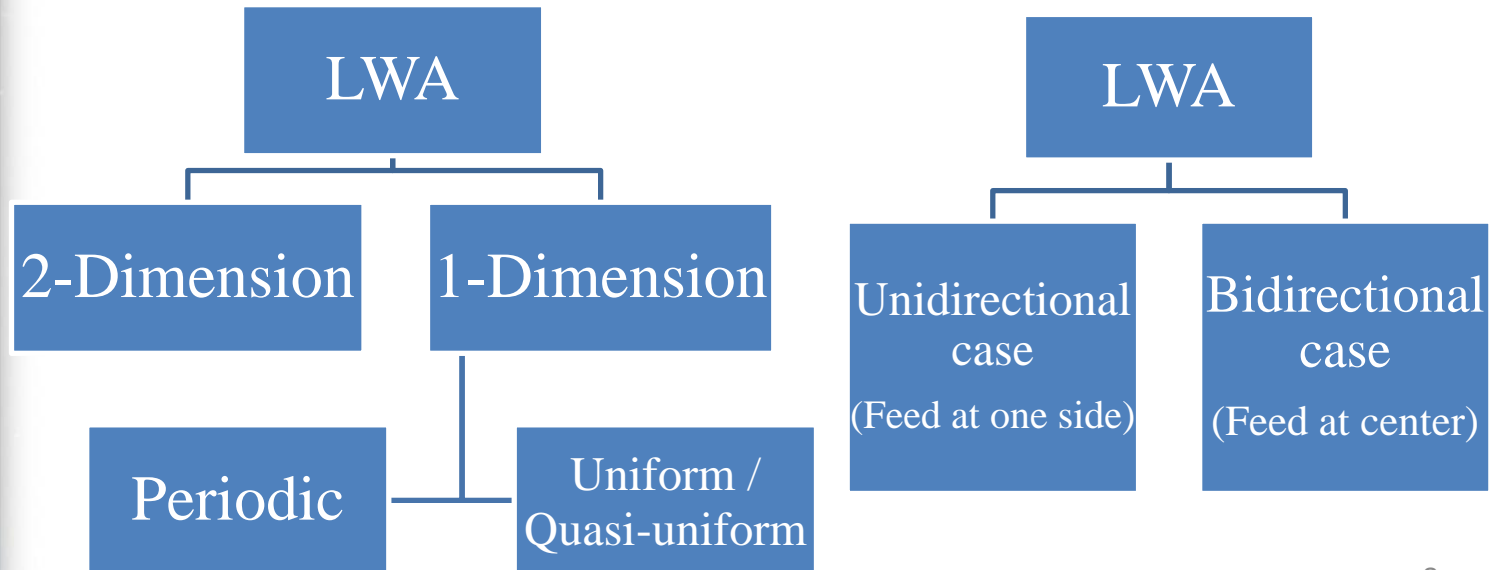 LWA
2-Dimension
1-Dimension
Periodic
Uniform /
Quasi-uniform
LWA
Unidirectional
case
(Feed at one side)
Bidirectional
case
(Feed at center)